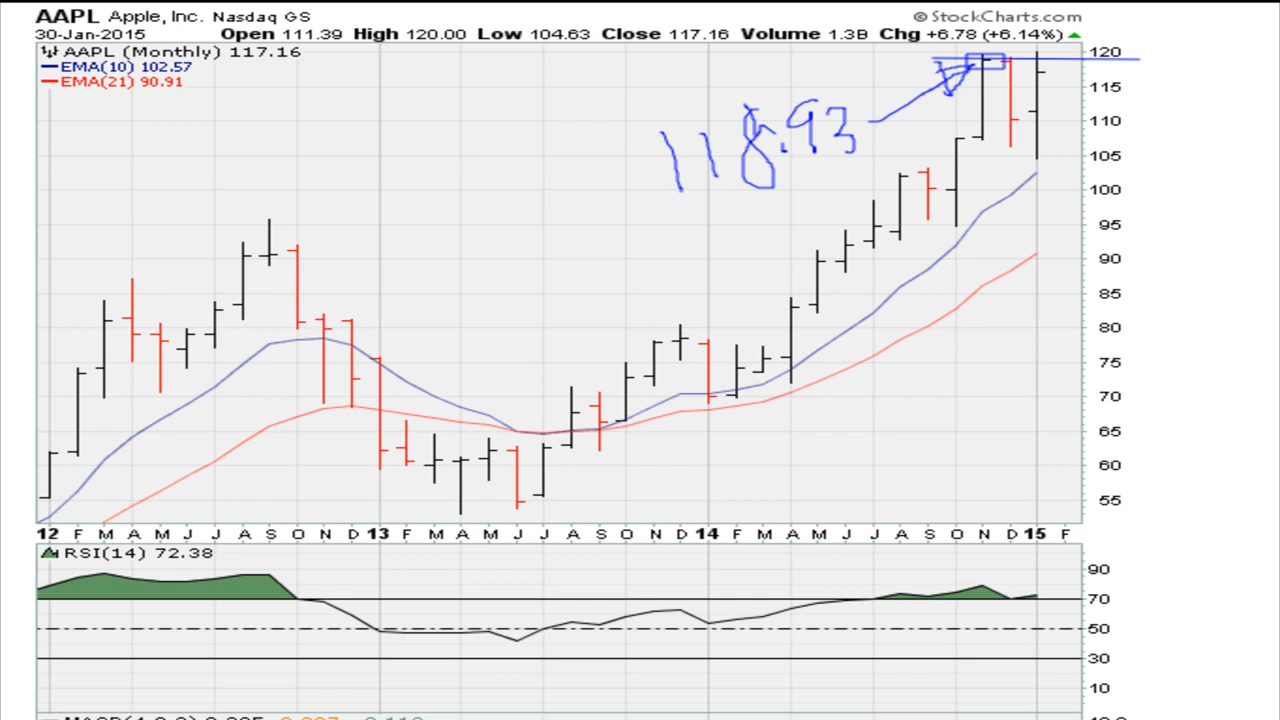 AAPL Apple, Inc. Nasdaq GS © StockCharts.com
30-Jan-2015 Open 111.39 High 120.00 Low 104.63 Close 117.16 Volume 1.3B Chg +6.78 (+6.14%)
AAPL (Monthly) 117.16
EMA(10) 102.57
EMA(21) 90.91
118.93
120
115
110
105
100
95
90
85
80
75
70
65
60
55
12 F M A M J J A S O N D 13 F M A M J J A S O N D 14 F M A M J J A S O N D 15 F
RSI(14) 72.38
90
70
50
30
10